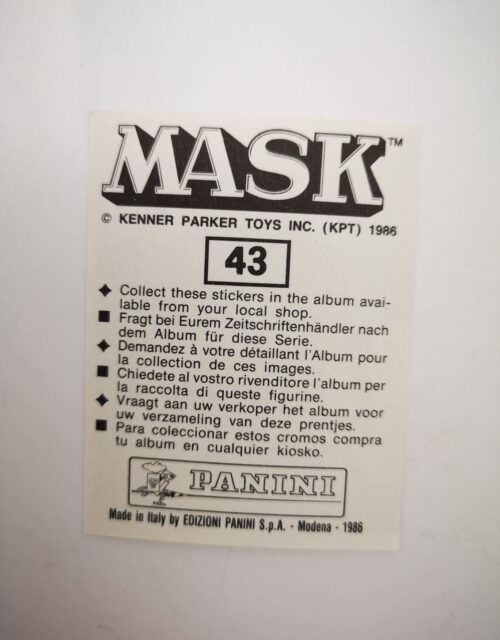 MASK™
© KENNER PARKER TOYS INC. (KPT) 1986
43
✦ Collect these stickers in the album avai-
lable from your local shop.
■ Fragt bei Eurem Zeitschriftenhändler nach
dem Album für diese Serie.
✦ Demandez à votre détaillant l'Album pour
la collection de ces images.
■ Chiedete al vostro rivenditore l'album per
la raccolta di queste figurine.
✦ Vraagt aan uw verkoper het album voor
uw verzameling van deze prentjes.
■ Para coleccionar estos cromos compra
tu album en cualquier kiosko.
PANINI
Made in Italy by EDIZIONI PANINI S.p.A. - Modena - 1986